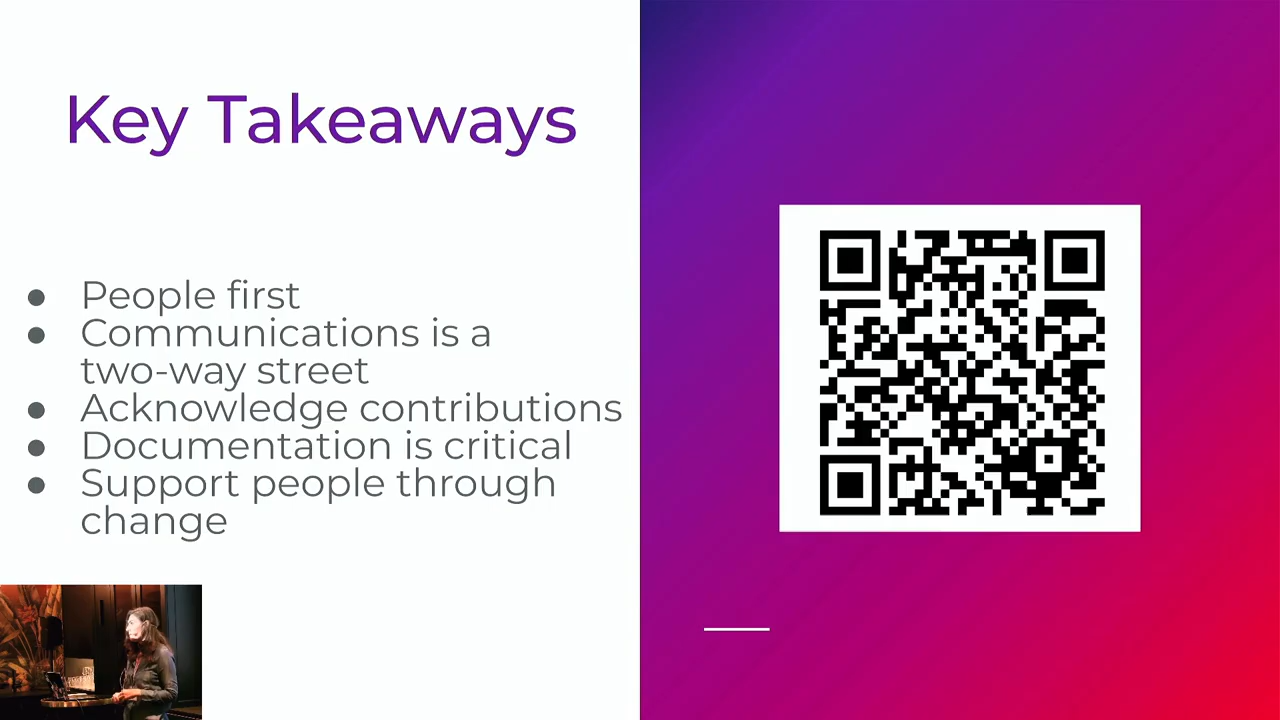 Key Takeaways
● People first
● Communications is a
two-way street
● Acknowledge contributions
● Documentation is critical
● Support people through
change